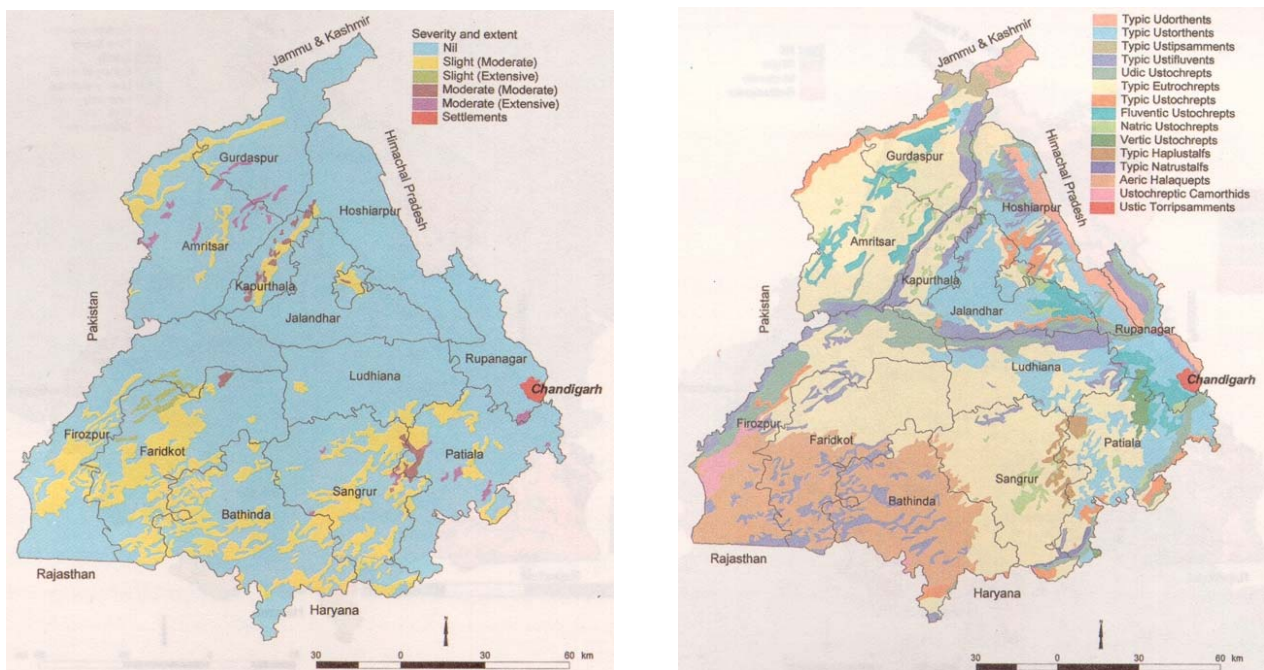 Severity and extent
Nil
Slight (Moderate)
Slight (Extensive)
Moderate (Moderate)
Moderate (Extensive)
Settlements
Jammu & Kashmir
Himachal Pradesh
Gurdaspur
Hoshiarpur
Amritsar
Kapurthala
Pakistan
Jalandhar
Rupanagar
Ludhiana
Chandigarh
Firozpur
Faridkot
Patiala
Sangrur
Bathinda
Rajasthan
Haryana
30 0 30 60 km
Typic Udorthents
Typic Ustorthents
Typic Ustipsamments
Typic Ustifluvents
Udic Ustochrepts
Typic Eutrochrepts
Typic Ustochrepts
Fluventic Ustochrepts
Natric Ustochrepts
Vertic Ustochrepts
Typic Haplustalfs
Typic Natrustalfs
Aeric Halaquepts
Ustochreptic Camorthids
Ustic Torripsamments
Jammu & Kashmir
Himachal Pradesh
Gurdaspur
Hoshiarpur
Amritsar
Kapurthala
Pakistan
Jalandhar
Rupanagar
Ludhiana
Chandigarh
Firozpur
Faridkot
Patiala
Sangrur
Bathinda
Rajasthan
Haryana
30 0 30 60 km